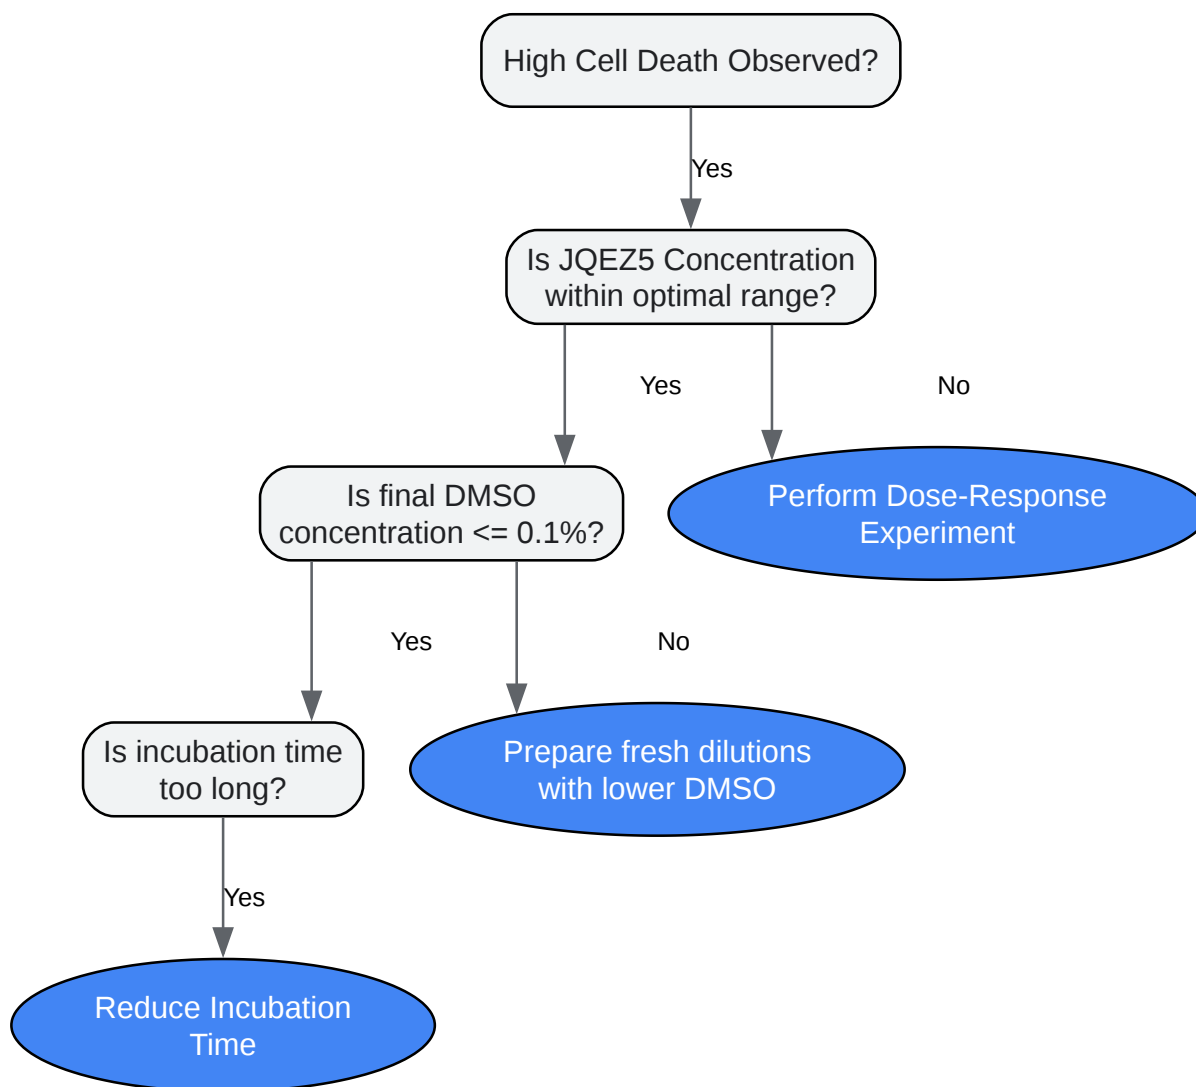 High Cell Death Observed?
Yes
Is JQEZ5 Concentration
within optimal range?
Yes
No
Is final DMSO
concentration <= 0.1%?
Perform Dose-Response
Experiment
Yes
No
Is incubation time
too long?
Prepare fresh dilutions
with lower DMSO
Yes
Reduce Incubation
Time